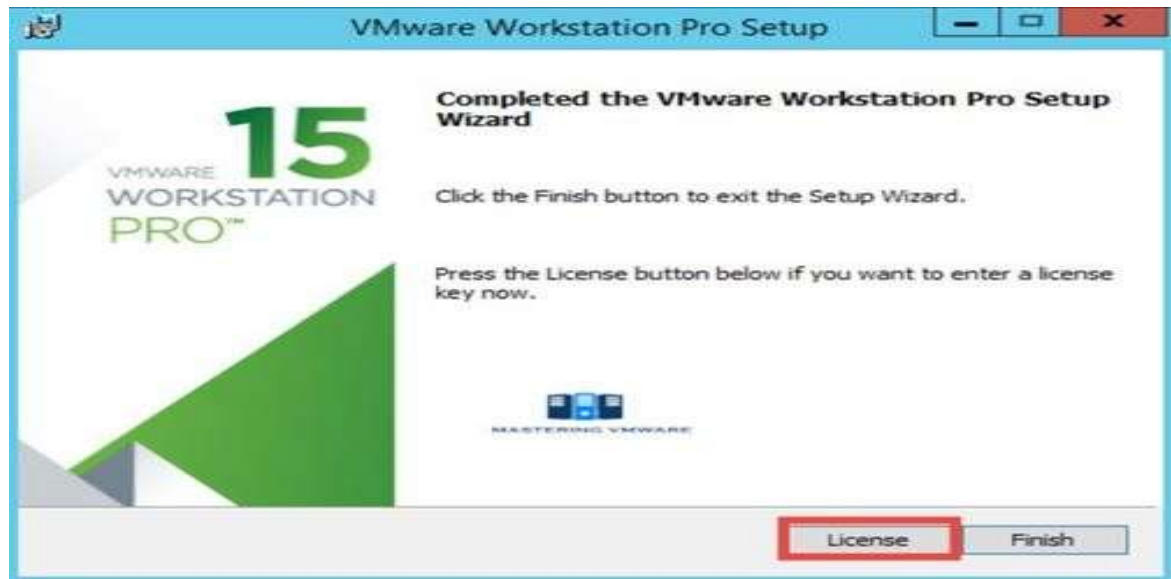 VMware Workstation Pro Setup
15
VMWARE
WORKSTATION
PRO™
Completed the VMware Workstation Pro Setup
Wizard
Click the Finish button to exit the Setup Wizard.
Press the License button below if you want to enter a license
key now.
MASTERING VMWARE
License
Finish